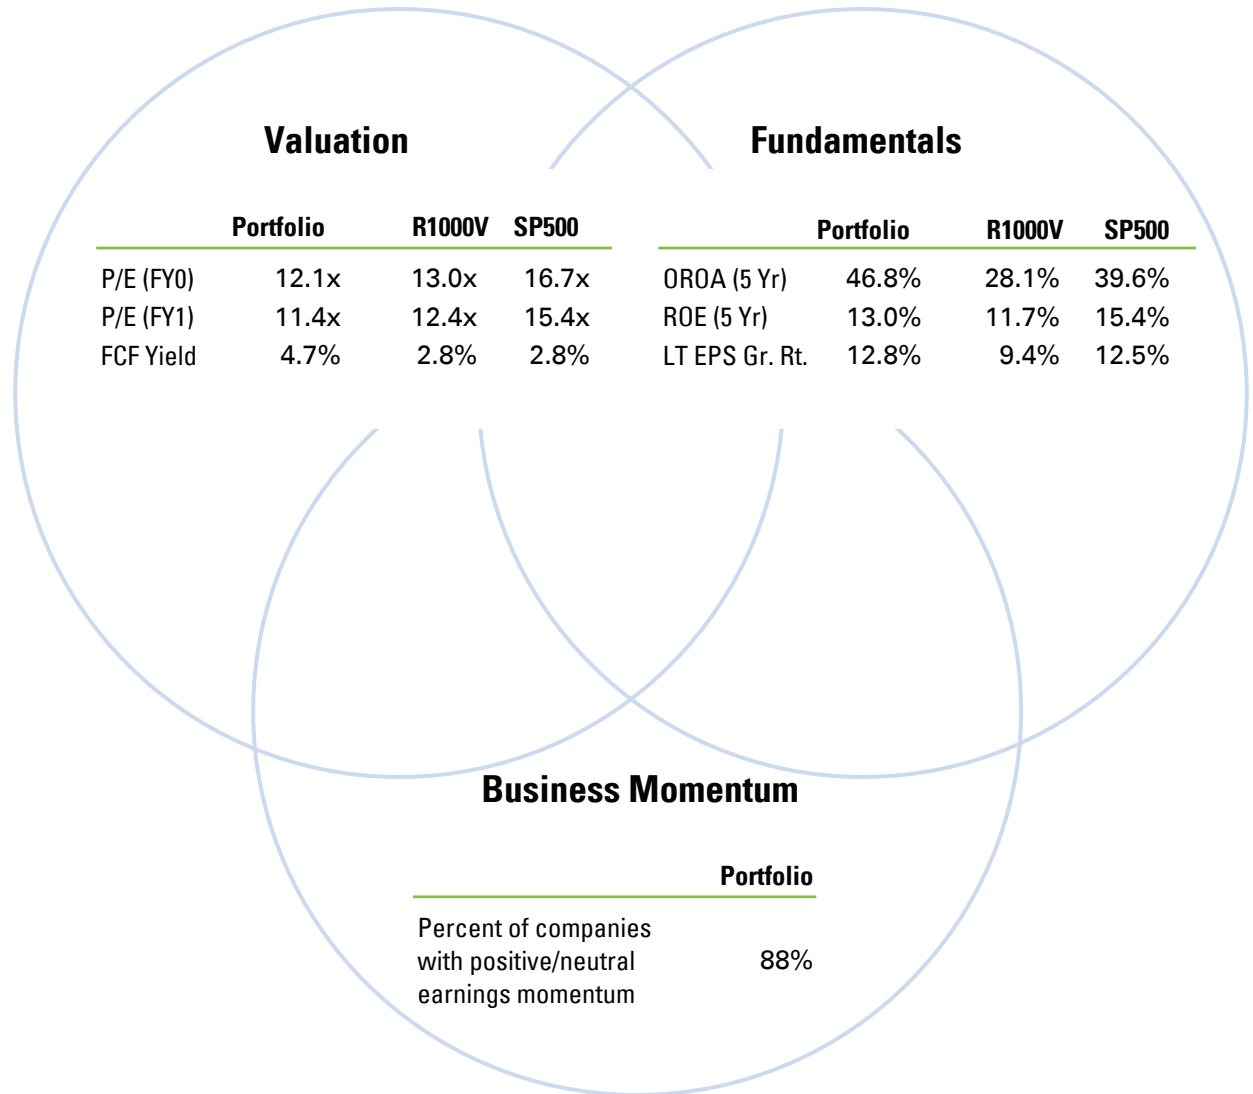 Valuation
Portfolio R1000V SP500
P/E (FY0) 12.1x 13.0x 16.7x
P/E (FY1) 11.4x 12.4x 15.4x
FCF Yield 4.7% 2.8% 2.8%
Fundamentals
Portfolio R1000V SP500
OROA (5 Yr) 46.8% 28.1% 39.6%
ROE (5 Yr) 13.0% 11.7% 15.4%
LT EPS Gr. Rt. 12.8% 9.4% 12.5%
Business Momentum
Portfolio
Percent of companies
with positive/neutral 88%
earnings momentum